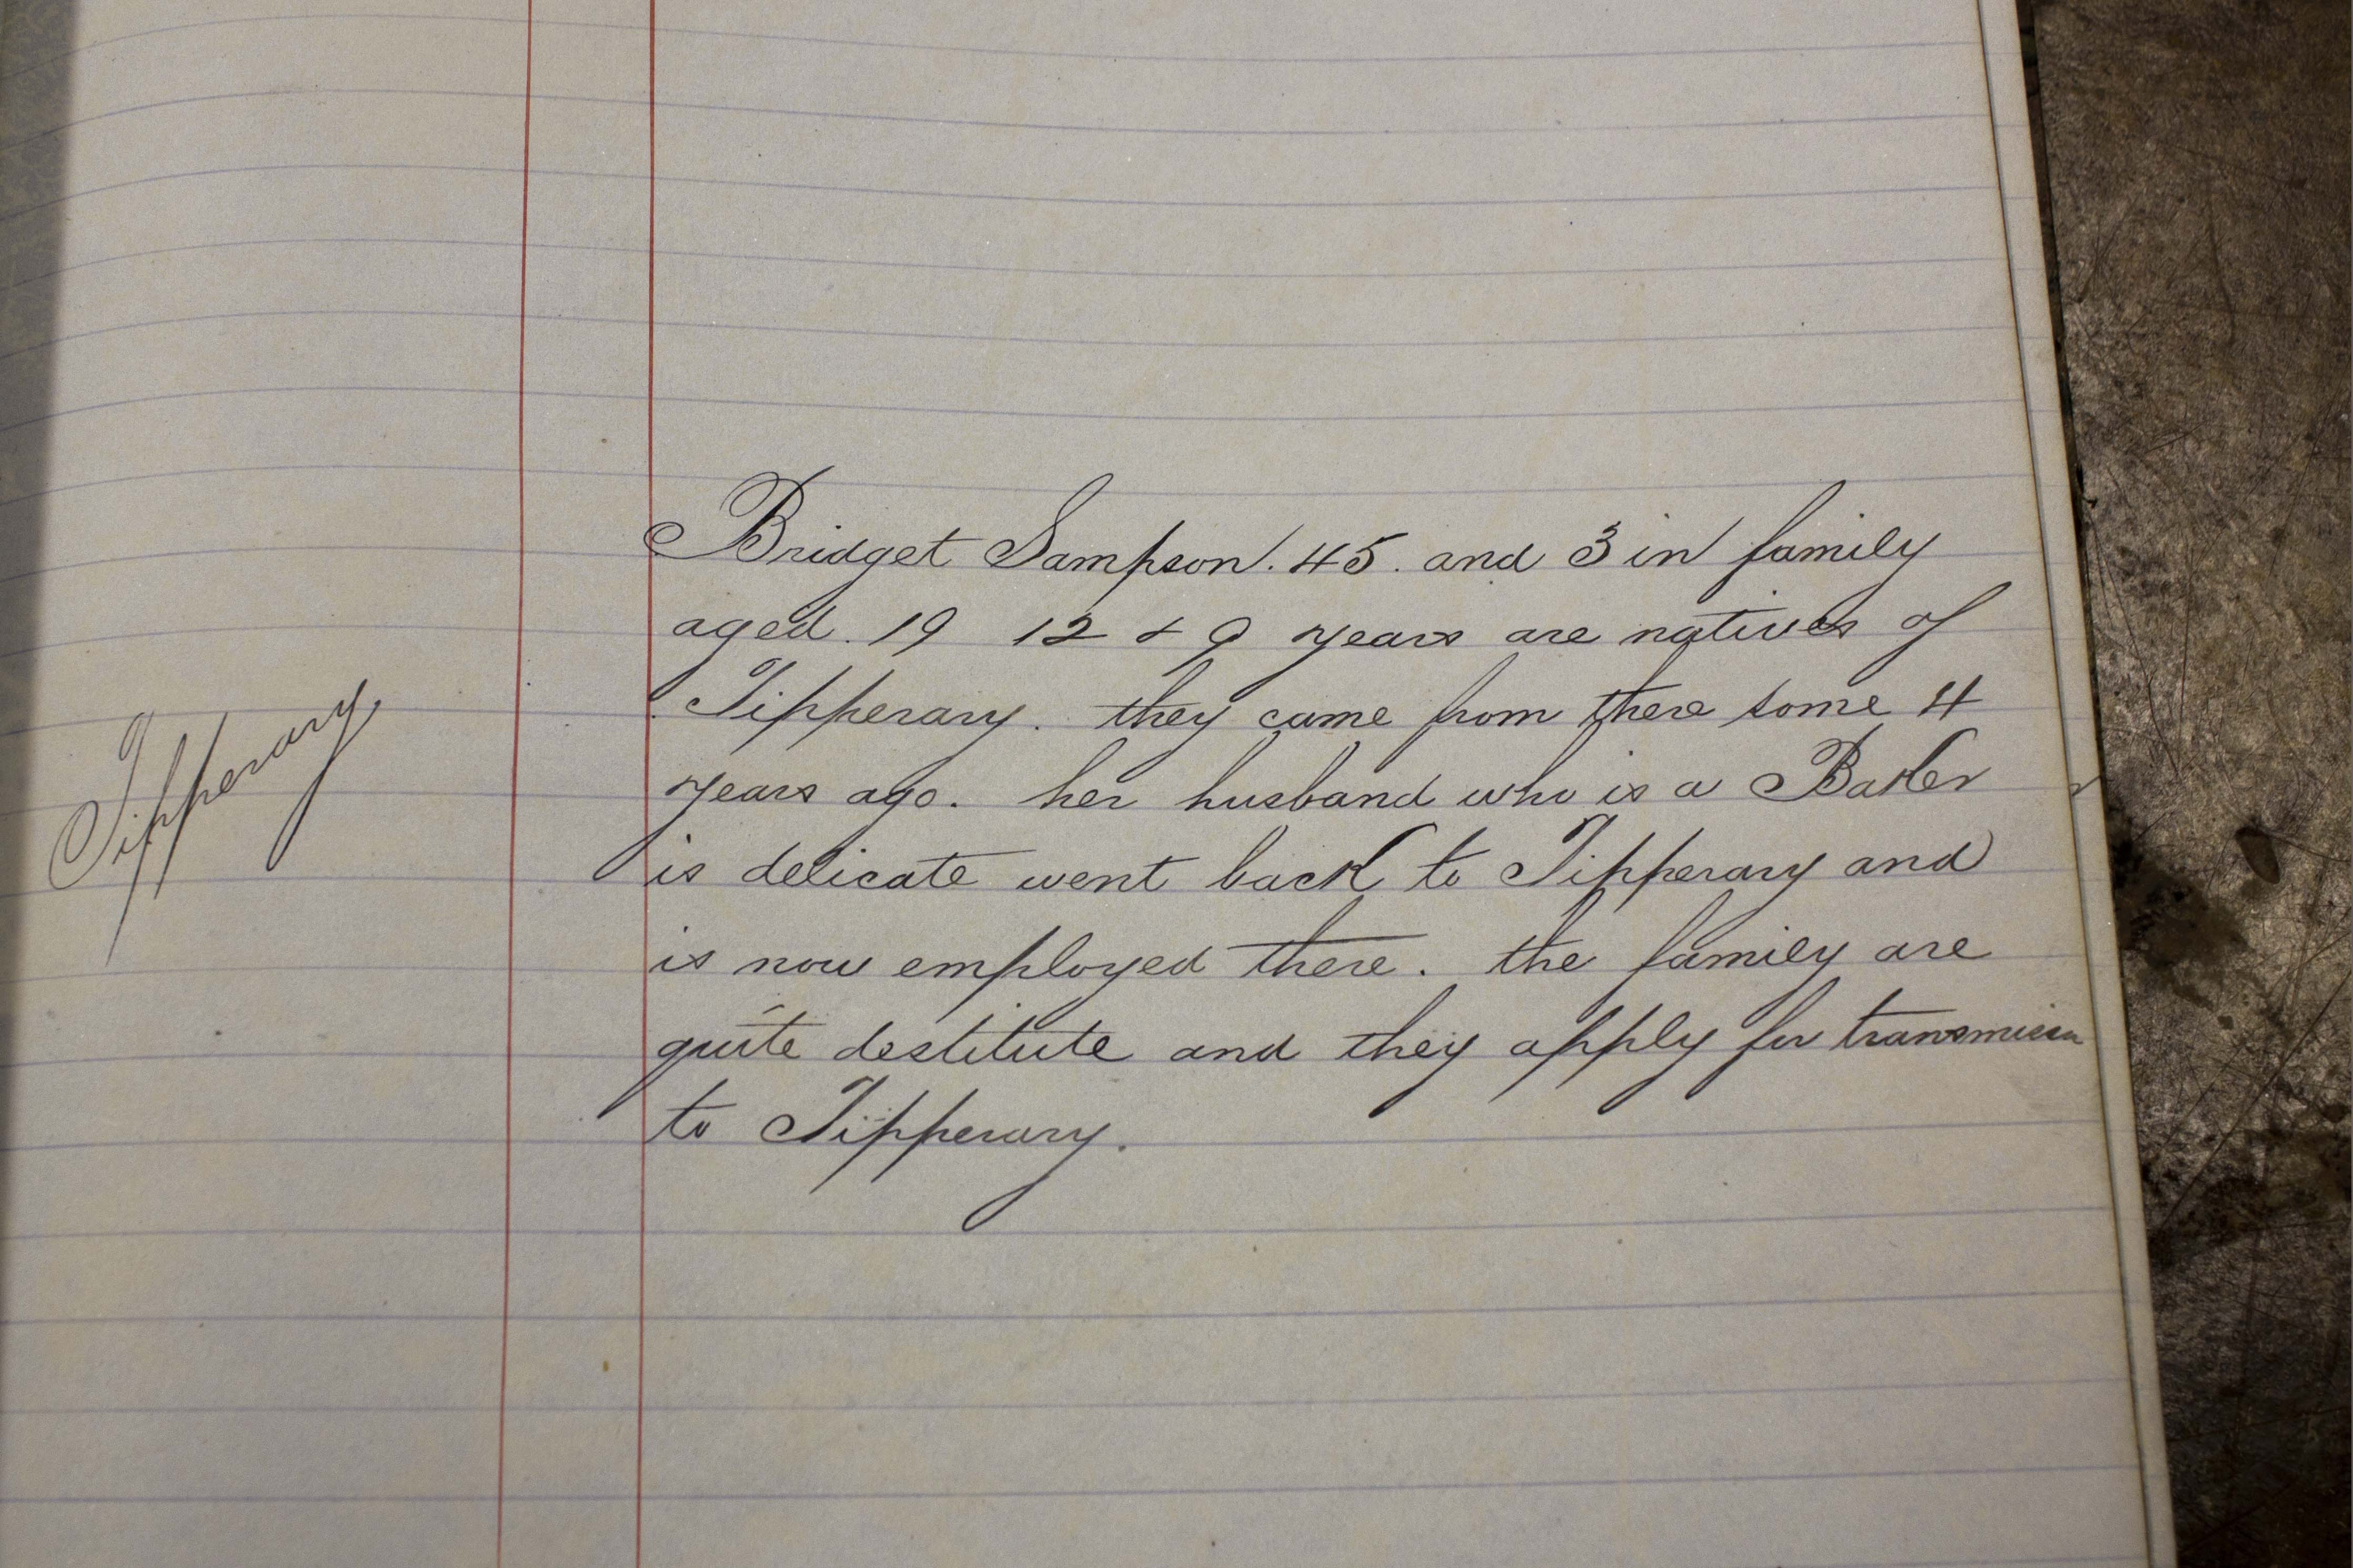 Bridget Sampson. 45. and 3 in family
aged. 19 12 & 9 years are natives of
Tipperary. they came from there some 4
Tipperary
years ago. her husband who is a Baker
is delicate went back to Tipperary and
is now employed there. the family are
quite destitute and they apply for
to Tipperary.